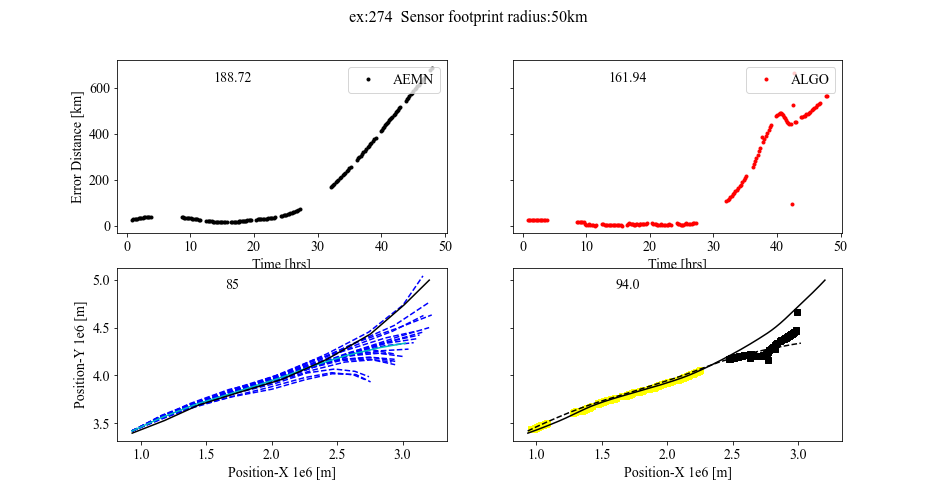 ex:274  Sensor footprint radius:50km
188.72
AEMN
161.94
ALGO
Error Distance [km]
600
400
200
0
0 10 20 30 40 50
0 10 20 30 40 50
Time [hrs]
Time [hrs]
85
94.0
Position-Y 1e6 [m]
5.0
4.5
4.0
3.5
1.0 1.5 2.0 2.5 3.0
1.0 1.5 2.0 2.5 3.0
Position-X 1e6 [m]
Position-X 1e6 [m]